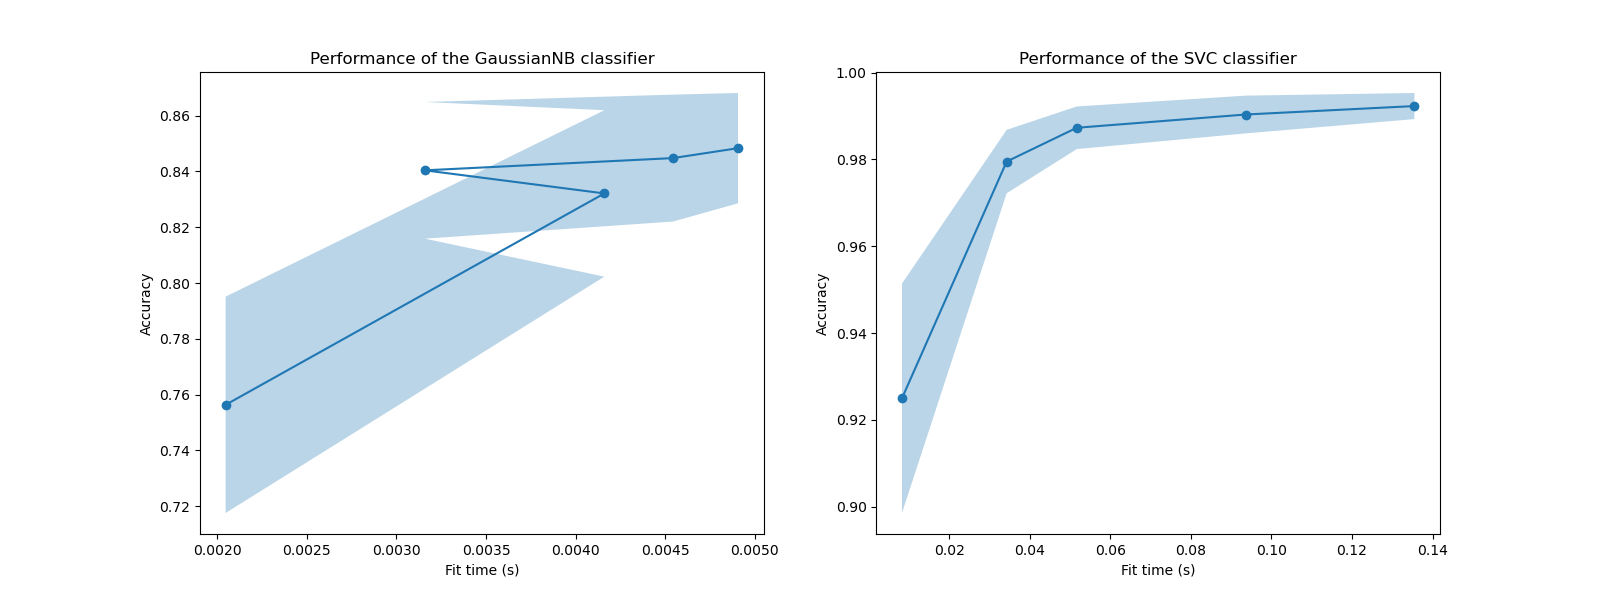 Performance of the GaussianNB classifier
Accuracy
0.86
0.84
0.82
0.80
0.78
0.76
0.74
0.72
0.0020 0.0025 0.0030 0.0035 0.0040 0.0045 0.0050
Fit time (s)
Performance of the SVC classifier
Accuracy
1.00
0.98
0.96
0.94
0.92
0.90
0.02 0.04 0.06 0.08 0.10 0.12 0.14
Fit time (s)